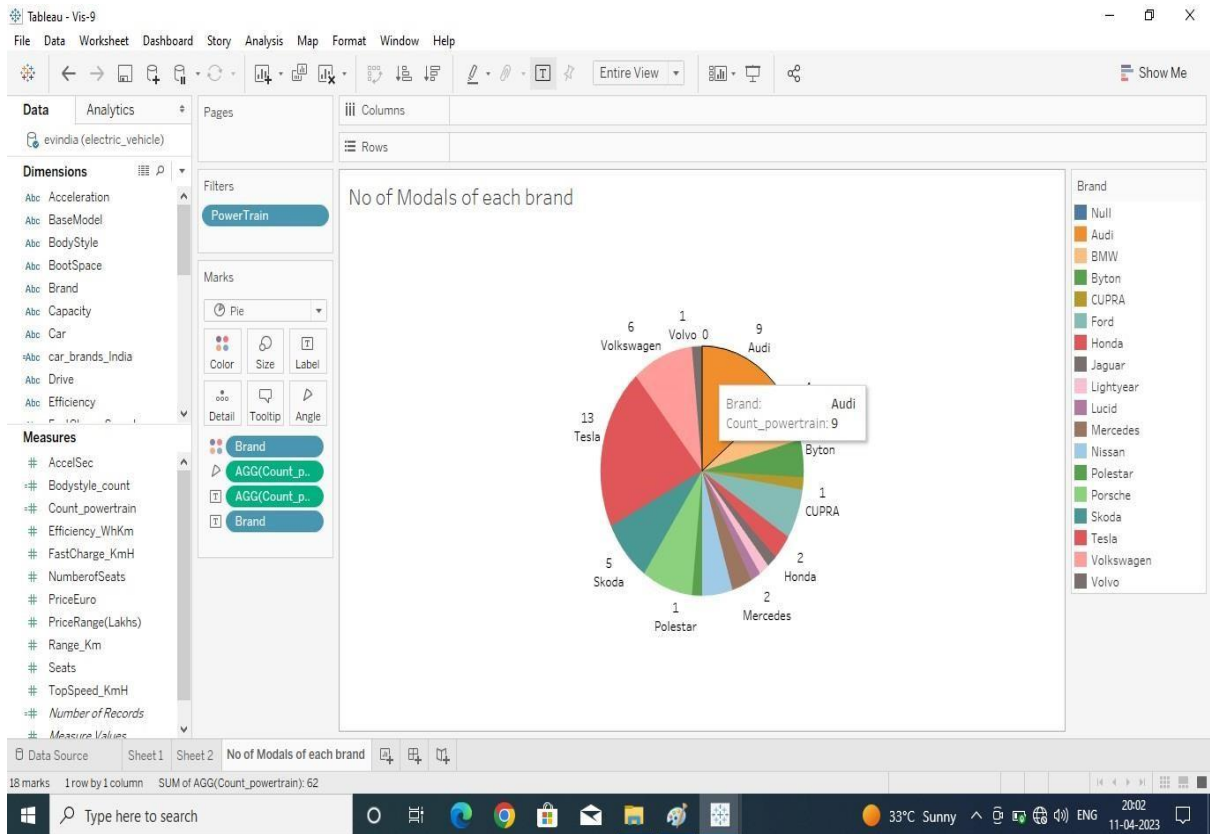 Tableau - Vis-9
File Data Worksheet Dashboard Story Analysis Map Format Window Help
Entire View
Show Me
Data Analytics
evindia (electric_vehicle)
Dimensions
Abc Acceleration
Abc BaseModel
Abc BodyStyle
Abc BootSpace
Abc Brand
Abc Capacity
Abc Car
=Abc car_brands_India
Abc Drive
Abc Efficiency
Measures
# AccelSec
=# Bodystyle_count
=# Count_powertrain
# Efficiency_WhKm
# FastCharge_KmH
# NumberofSeats
# PriceEuro
# PriceRange(Lakhs)
# Range_Km
# Seats
# TopSpeed_KmH
=# Number of Records
# Measure Values
Pages
Filters
PowerTrain
Marks
Pie
Color Size Label
Detail Tooltip Angle
Brand
AGG(Count_p..
AGG(Count_p..
Brand
iii Columns
Rows
No of Modals of each brand
1
Volvo 0
9
Audi
6
Volkswagen
Brand: Audi
Count_powertrain: 9
13
Tesla
Byton
1
CUPRA
5
Skoda
2
Honda
1
Polestar
2
Mercedes
Brand
Null
Audi
BMW
Byton
CUPRA
Ford
Honda
Jaguar
Lightyear
Lucid
Mercedes
Nissan
Polestar
Porsche
Skoda
Tesla
Volkswagen
Volvo
Data Source Sheet 1 Sheet 2 No of Modals of each brand
18 marks 1 row by 1 column SUM of AGG(Count_powertrain): 62
Type here to search
33°C Sunny
ENG
20:02
11-04-2023